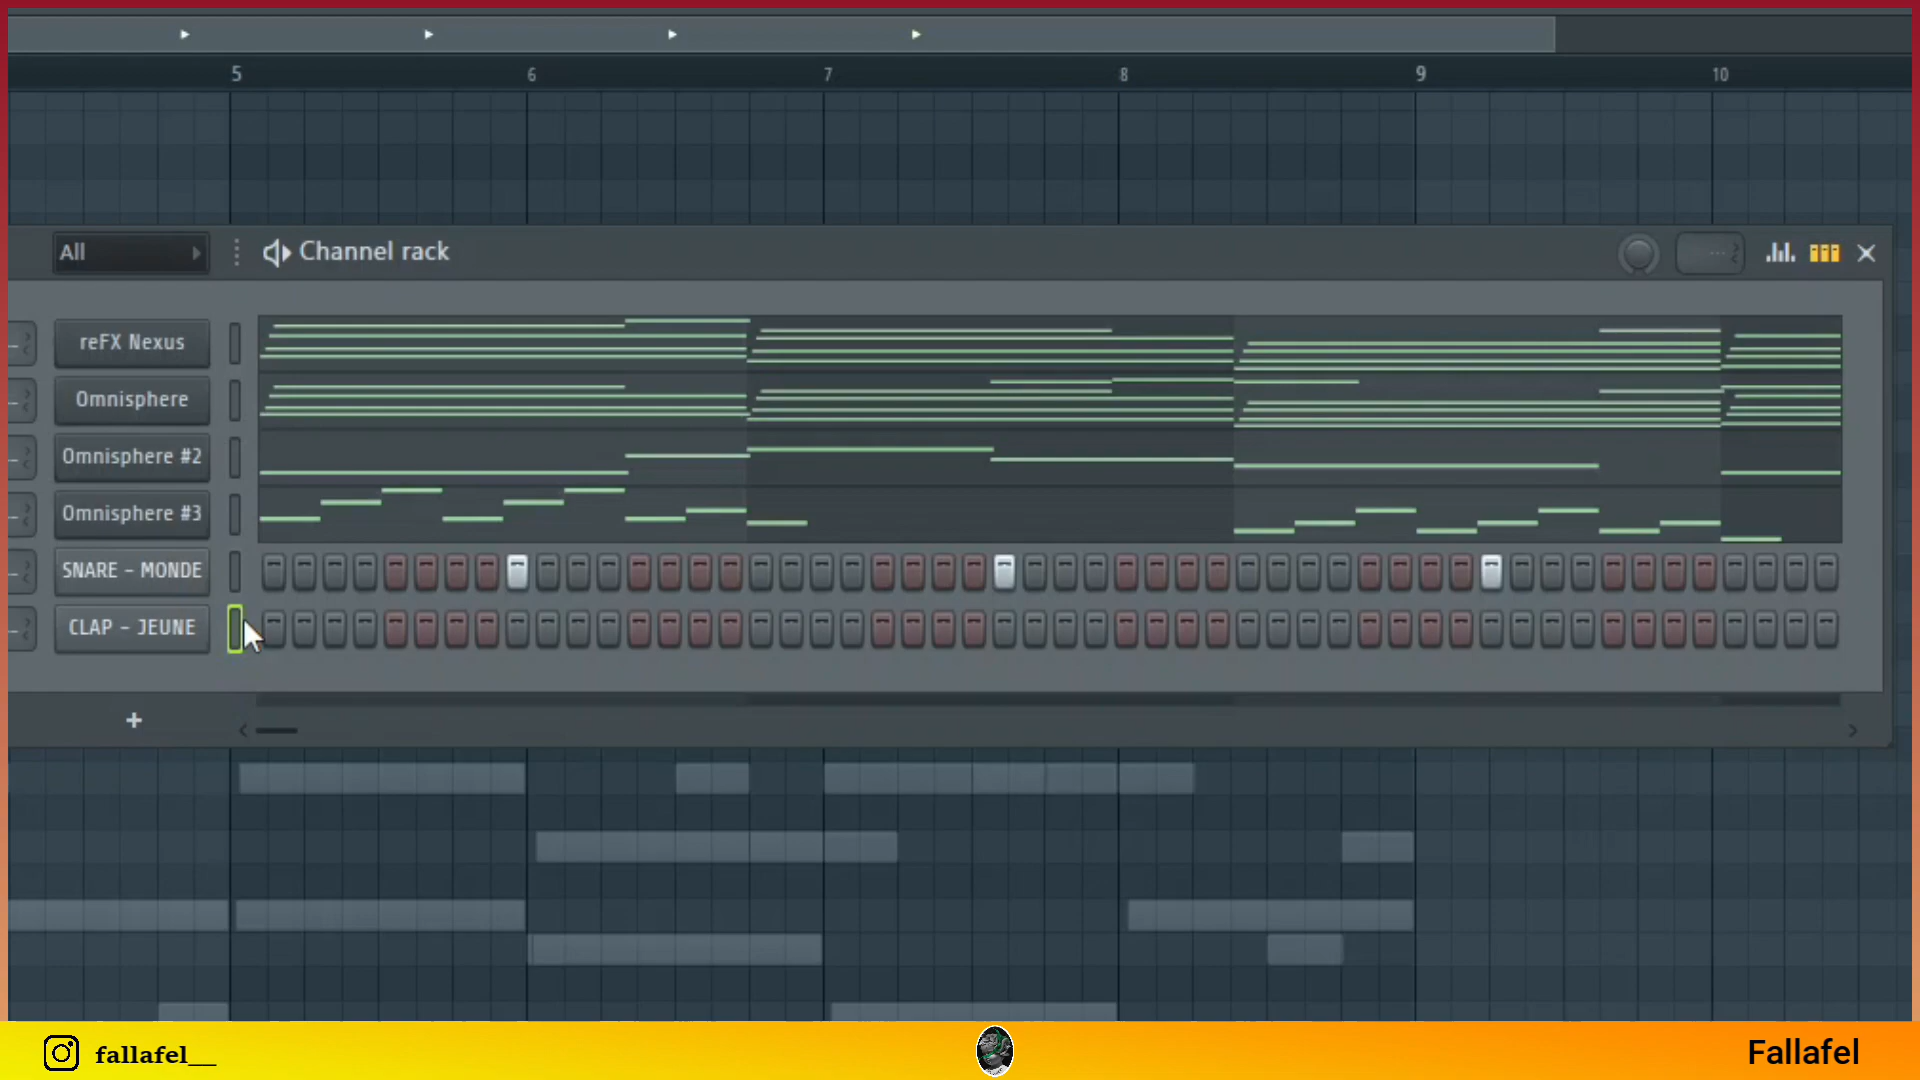 5 6 7 8 9 10
All Channel rack
reFX Nexus
Omnisphere
Omnisphere #2
Omnisphere #3
SNARE - MONDE
CLAP - JEUNE
+
fallafel__ Fallafel